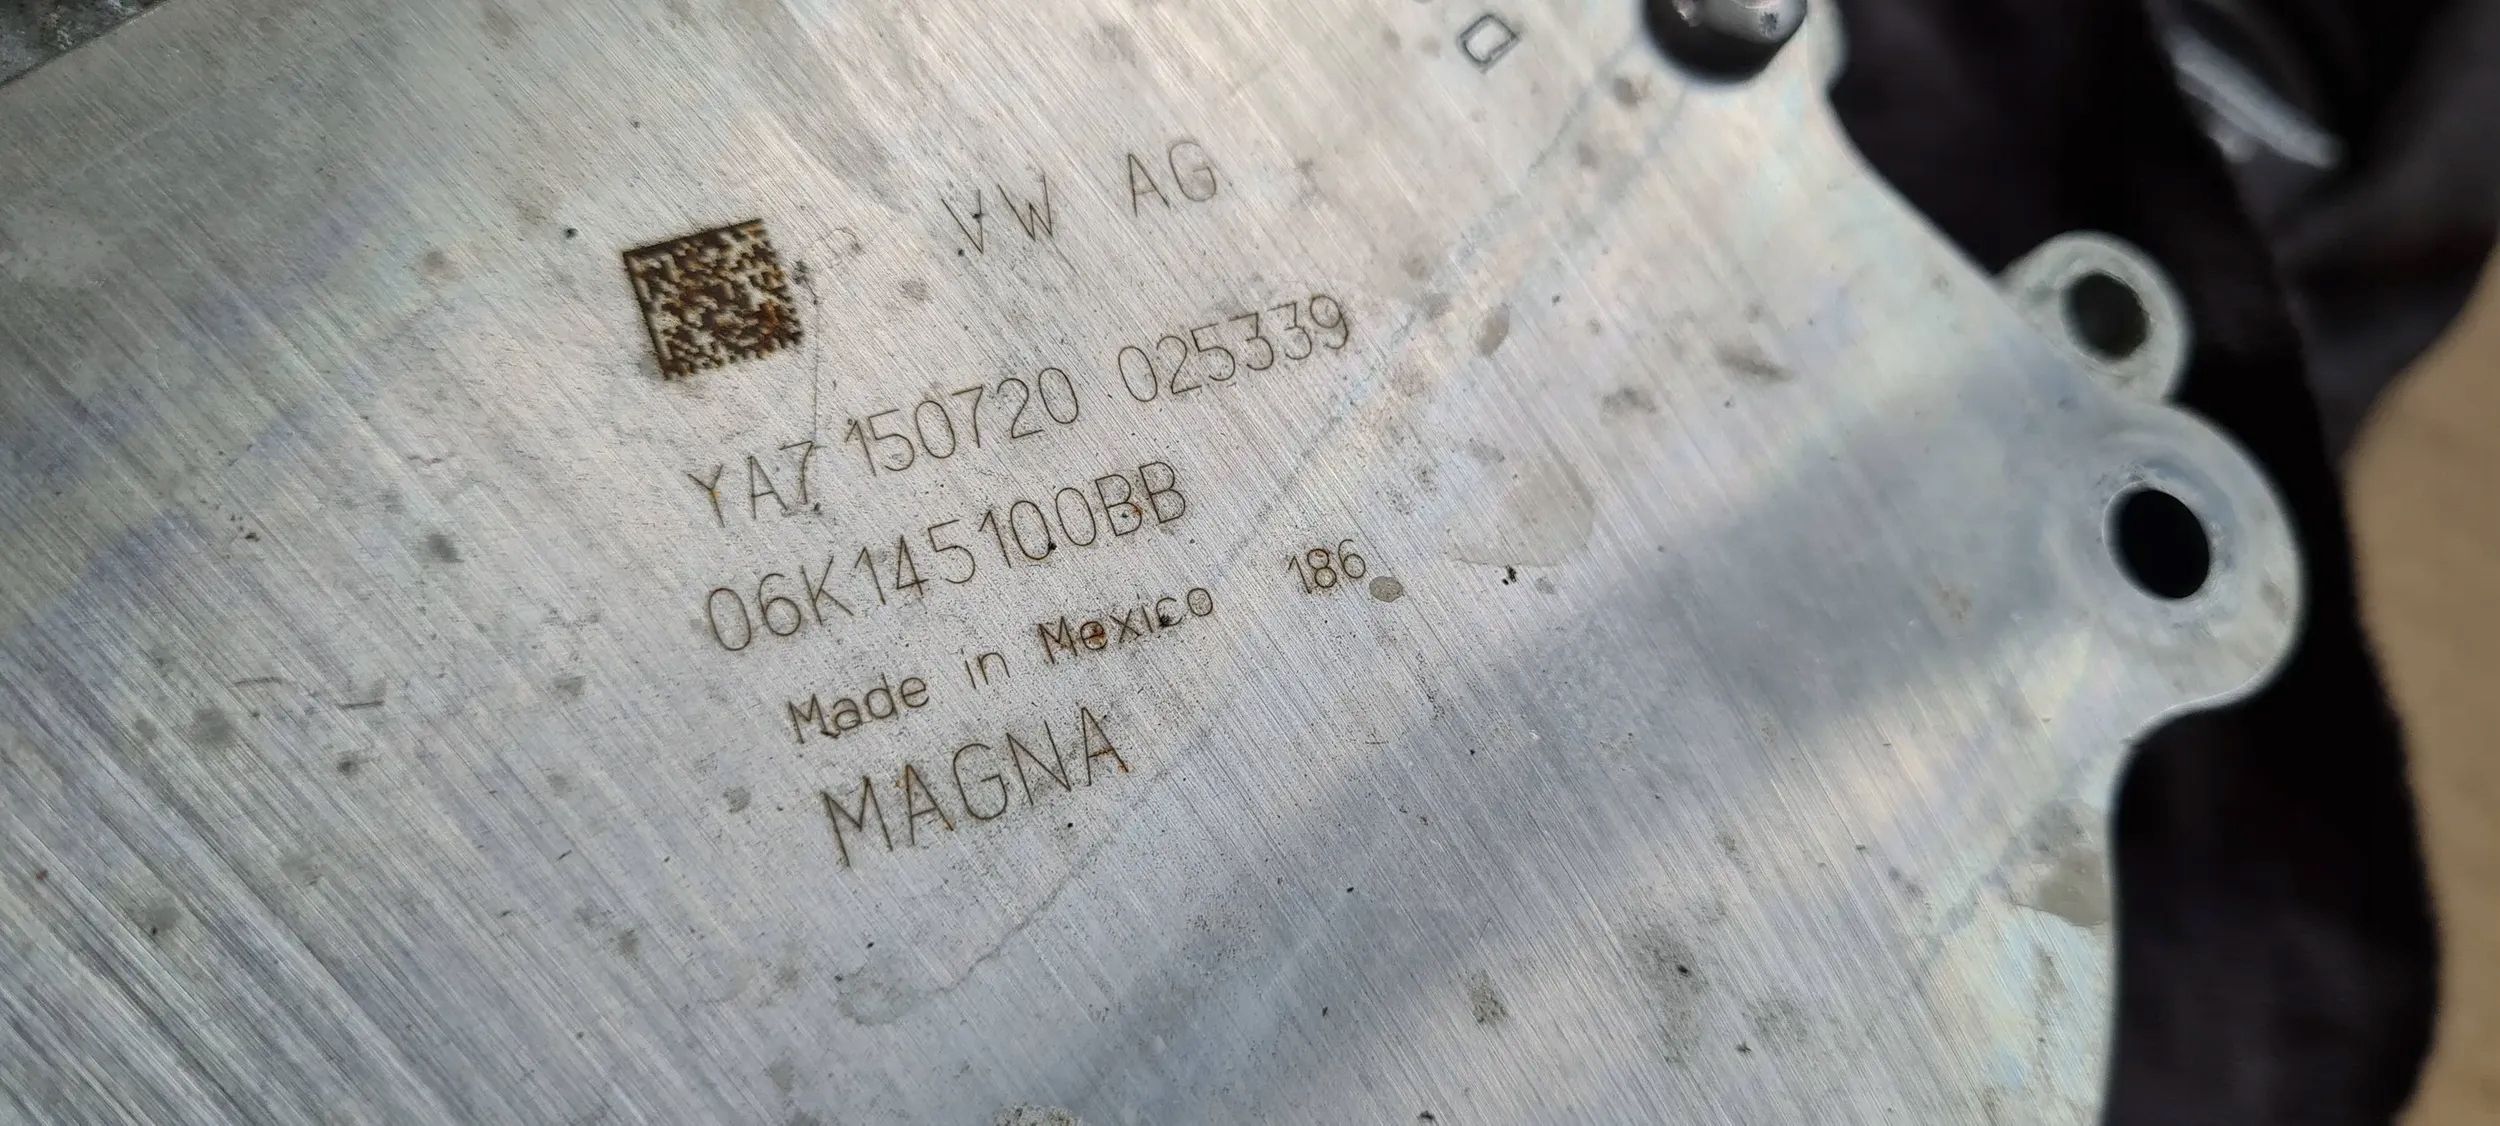 VW AG
YA7 150720 025339
06K145100BB
Made in Mexico 186
MAGNA